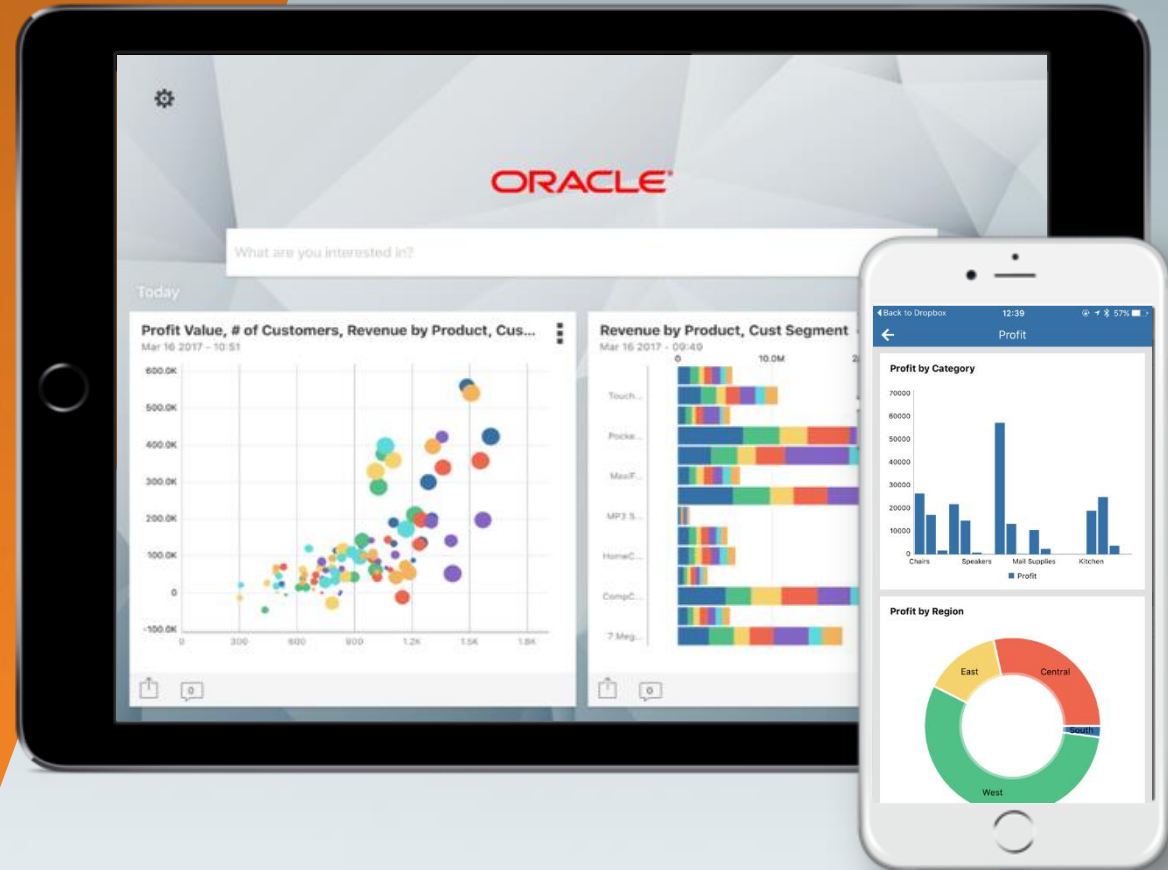 ORACLE
What are you interested in?
Today
Profit Value, # of Customers, Revenue by Product, Cus...
Mar 16 2017 - 10:51
600.0K
500.0K
400.0K
300.0K
200.0K
100.0K
0
-100.0K
0 300 600 900 1.2K 1.5K 1.8K
0
Revenue by Product, Cust Segment
Mar 16 2017 - 09:49
0 10.0M
Touch...
Pocke...
MaxiF...
MP3 S...
HomeC...
CompC...
7 Meg...
0
Back to Dropbox 12:39 57%
Profit
Profit by Category
70000
60000
50000
40000
30000
20000
10000
0
Chairs Speakers Mail Supplies Kitchen
Profit
Profit by Region
East Central
South
West